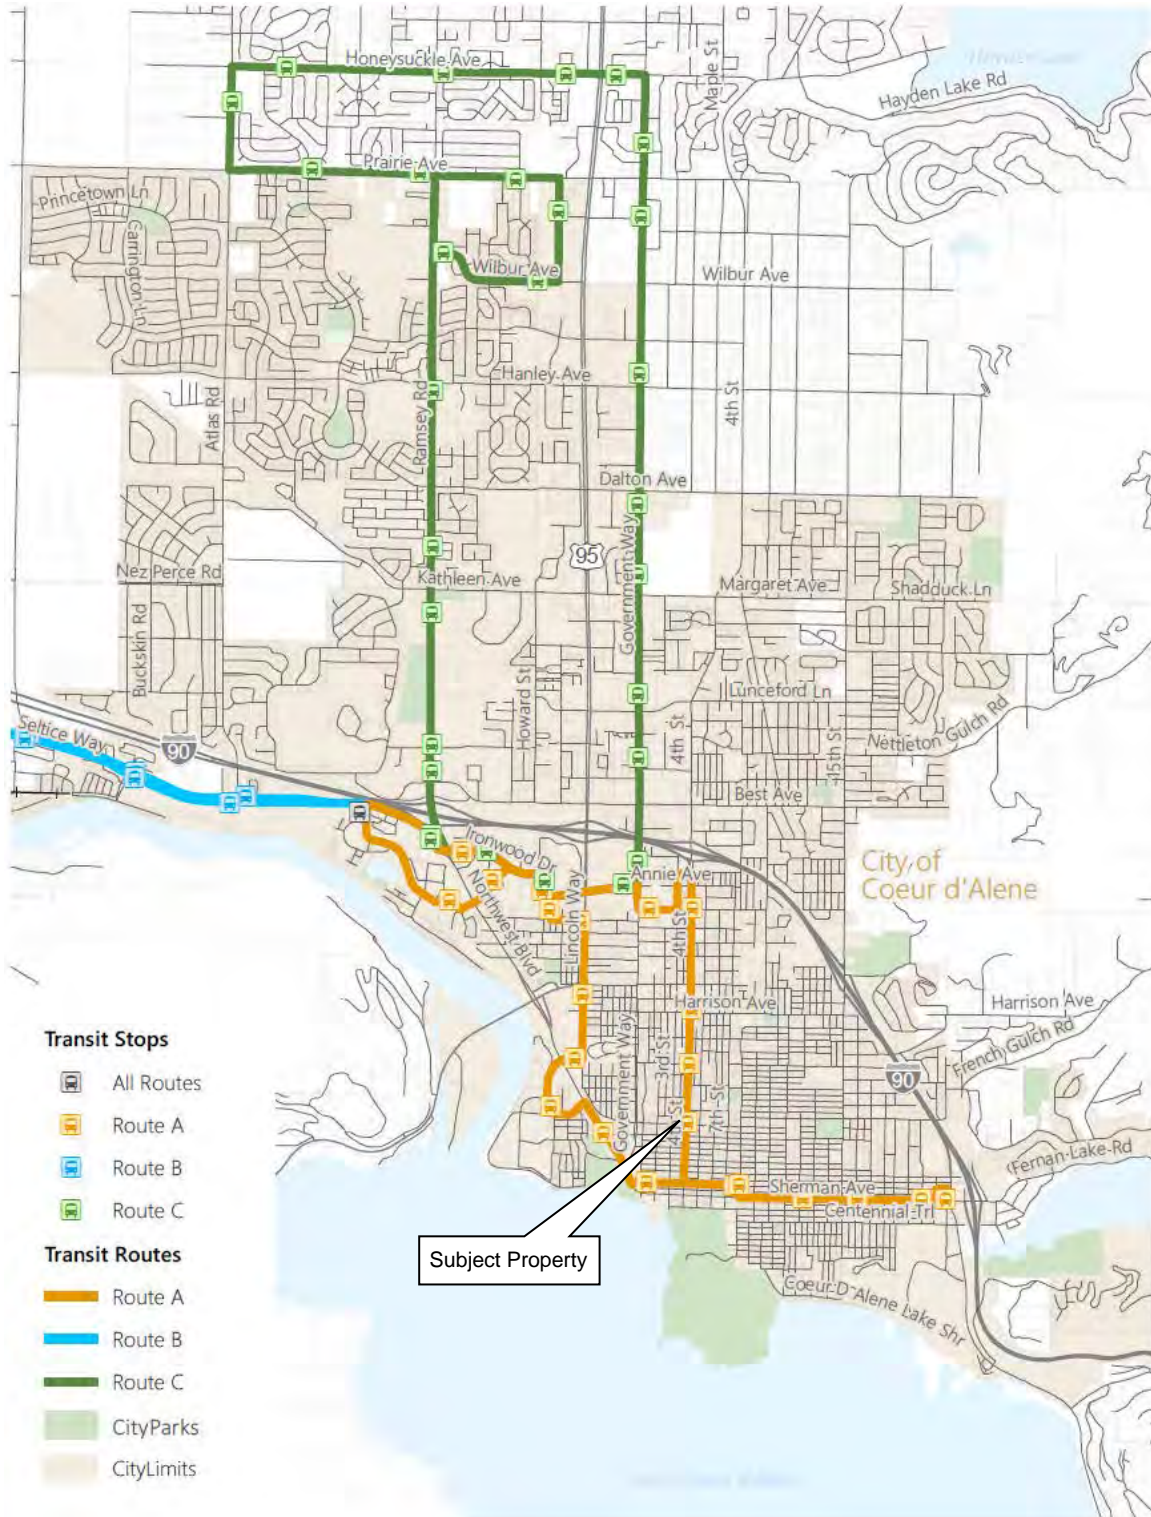 Honeysuckle Ave
Maple St
Hayden Lake
Hayden Lake Rd
Prairie Ave
Princetown Ln
Carrington Ln
Wilbur Ave
Wilbur Ave
Hanley Ave
Atlas Rd
Ramsey Rd
4th St
Dalton Ave
Government Way
95
Nez Perce Rd
Kathleen Ave
Margaret Ave
Shadduck Ln
Buckskin Rd
Howard St
Lunceford Ln
4th St
15th St
Nettleton Gulch Rd
Seltice Way
90
Best Ave
Ironwood Dr
Annie Ave
City of
Coeur d'Alene
Northwest Blvd
Lincoln Way
4th St
Harrison Ave
Harrison Ave
French Gulch Rd
Government Way
3rd St
90
4th St
7th St
Fernan Lake Rd
Sherman Ave
Centennial Trl
Subject Property
Coeur D'Alene Lake Shr
Transit Stops
All Routes
Route A
Route B
Route C
Transit Routes
Route A
Route B
Route C
CityParks
CityLimits